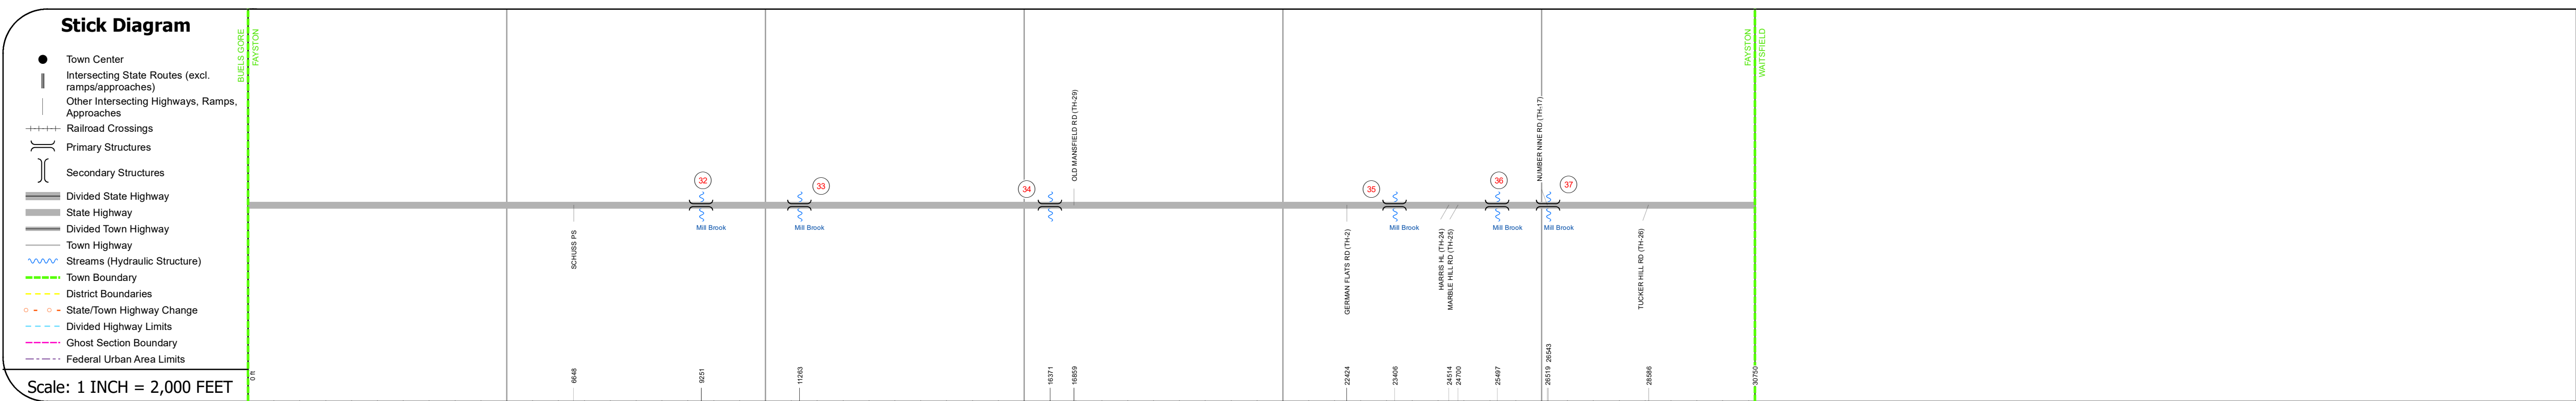 Stick Diagram
Town Center
Intersecting State Routes (excl.
ramps/approaches)
Other Intersecting Highways, Ramps,
Approaches
Railroad Crossings
Primary Structures
Secondary Structures
Divided State Highway
State Highway
Divided Town Highway
Town Highway
Streams (Hydraulic Structure)
Town Boundary
District Boundaries
State/Town Highway Change
Divided Highway Limits
Ghost Section Boundary
Federal Urban Area Limits
Scale: 1 INCH = 2,000 FEET
BUELS GORE
FAYSTON
FAYSTON
WAITSFIELD
OLD MANSFIELD RD (TH-29)
NUMBER NINE RD (TH-17)
32
33
34
35
36
37
Mill Brook
Mill Brook
Mill Brook
Mill Brook
Mill Brook
SCHUSS PS
GERMAN FLATS RD (TH-2)
HARRIS HL (TH-24)
MARBLE HILL RD (TH-25)
TUCKER HILL RD (TH-26)
0 ft
6648
9251
11263
16371
16859
22424
23406
24514
24700
25497
26519
26543
28586
30750